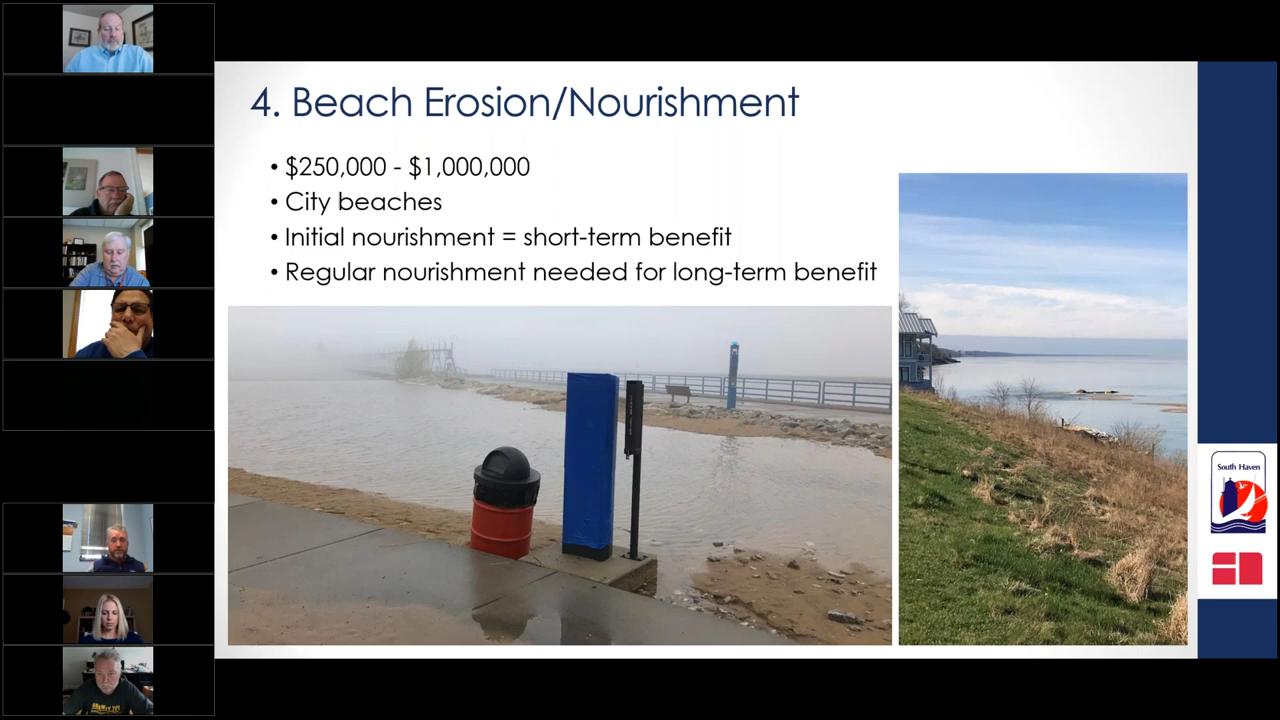 4. Beach Erosion/Nourishment
• $250,000 - $1,000,000
• City beaches
• Initial nourishment = short-term benefit
• Regular nourishment needed for long-term benefit
South Haven